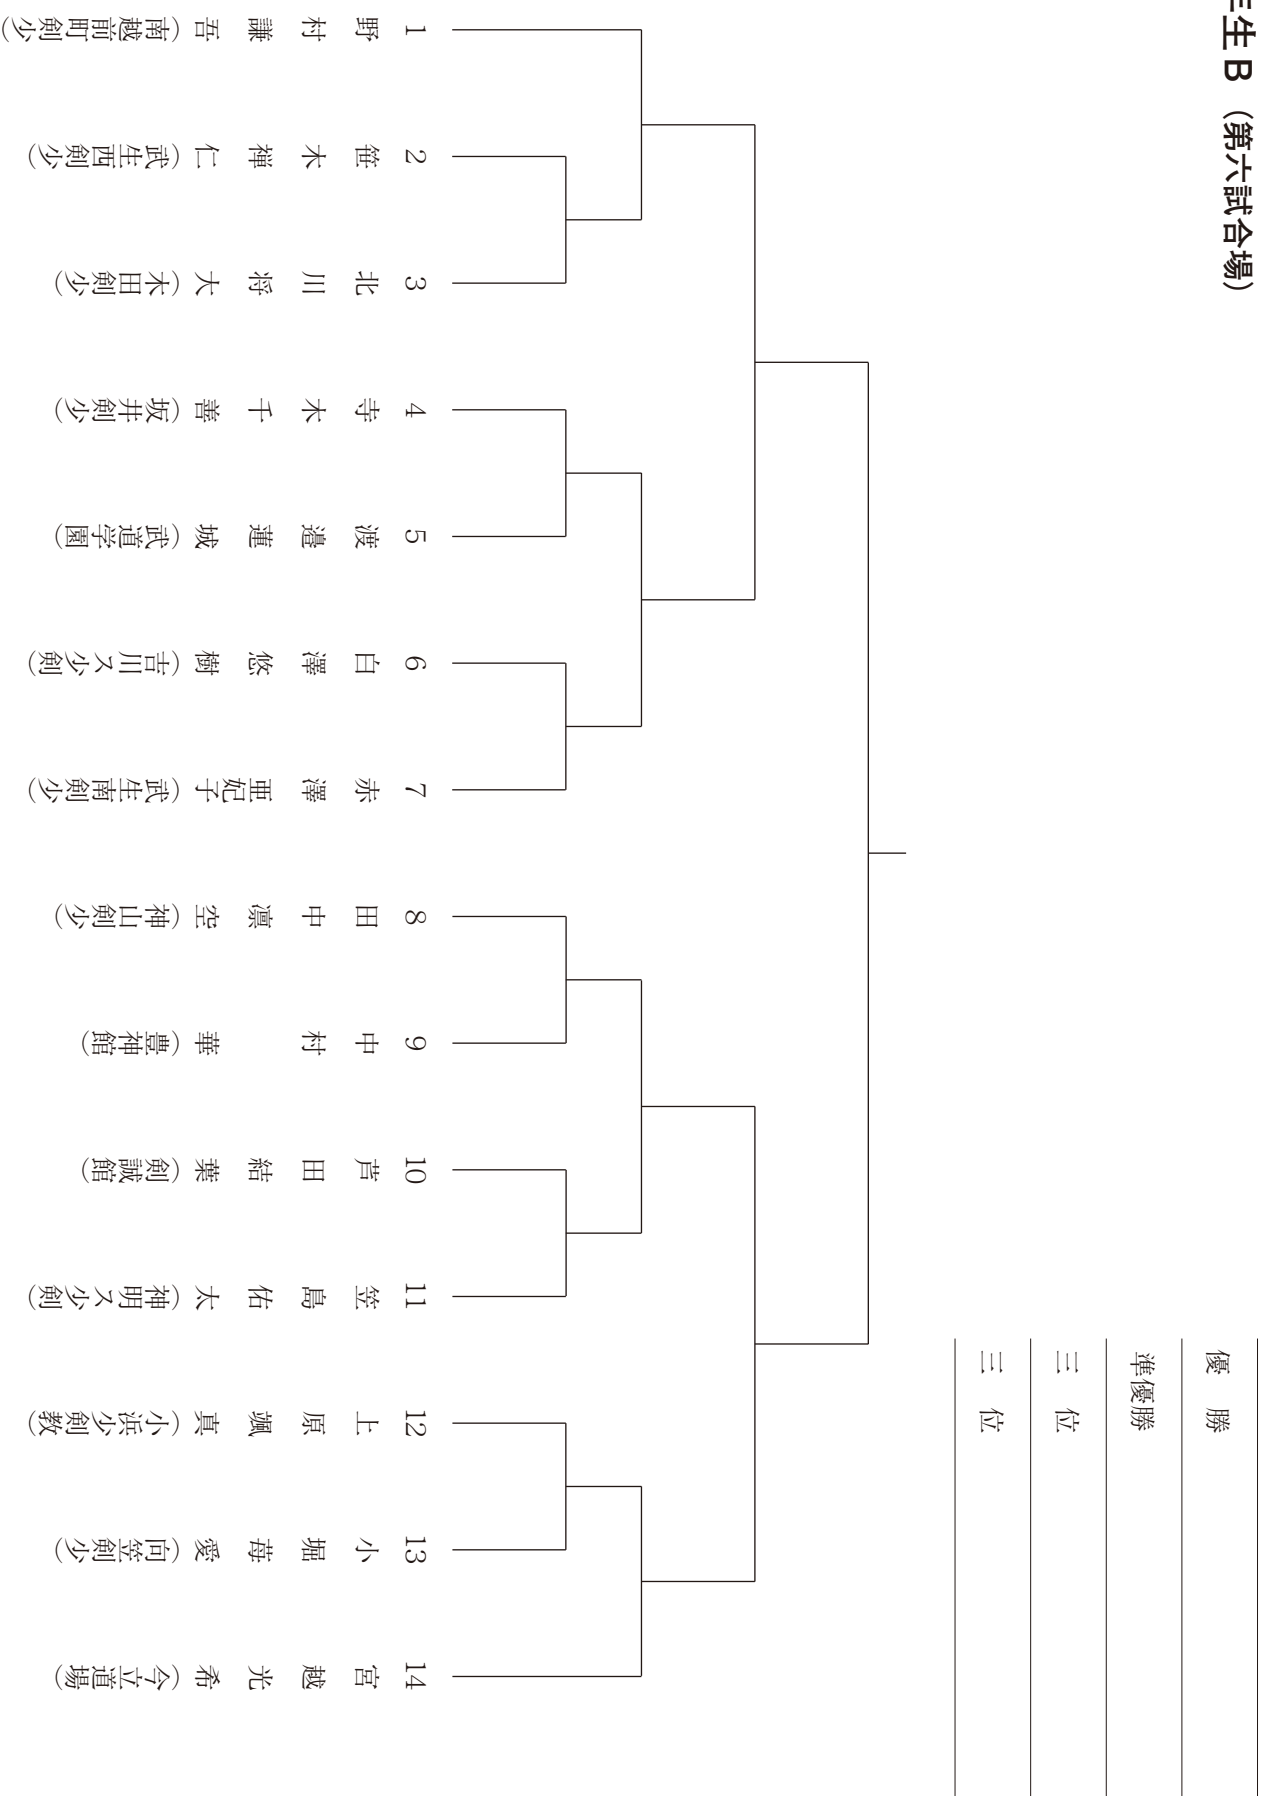 年生 B （第六試合場）
1 野村謙吾（南越前町剣少）
2 笹木禅仁（武生西剣少）
3 北川将大（木田剣少）
4 寺木千善（坂井剣少）
5 渡邉蓮城（武道学園）
6 白澤悠樹（吉川スポ少剣）
7 赤澤亜妃子（武生南剣少）
8 田中凛空（神山剣少）
9 中村　華（豊神館）
10 芦田結葉（剣誠館）
11 笠島佑太（神明ス少剣）
12 上原颯真（小浜少剣教）
13 小堀苺愛（向笠剣少）
14 宮越光希（今立道場）
優　勝
準優勝
三　位
三　位